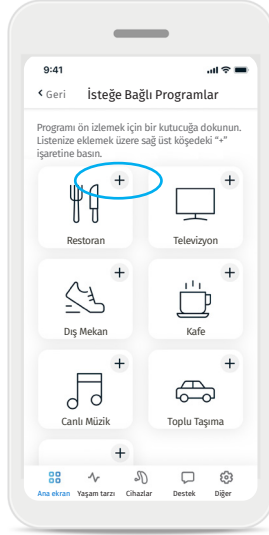 9:41
Geri
İsteğe Bağlı Programlar
Programı ön izlemek için bir kutucuğa dokunun.
Listenize eklemek üzere sağ üst köşedeki “+”
işaretine basın.
+
+
Restoran
Televizyon
+
+
Dış Mekan
Kafe
+
+
Canlı Müzik
Toplu Taşıma
+
Ana ekran
Yaşam tarzı
Cihazlar
Destek
Diğer